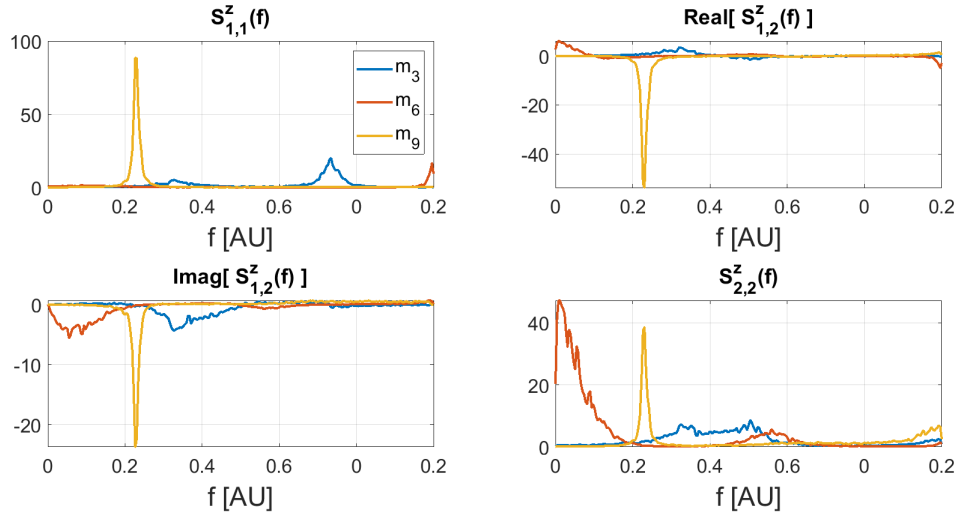 S^z_{1,1}(f)
100
50
0
0 0.2 0.4 0.6 0 0.2
f [AU]
m_3
m_6
m_9
Real[ S^z_{1,2}(f) ]
0
-20
-40
0 0.2 0.4 0.6 0 0.2
f [AU]
Imag[ S^z_{1,2}(f) ]
0
-10
-20
0 0.2 0.4 0.6 0 0.2
f [AU]
S^z_{2,2}(f)
40
20
0
0 0.2 0.4 0.6 0 0.2
f [AU]